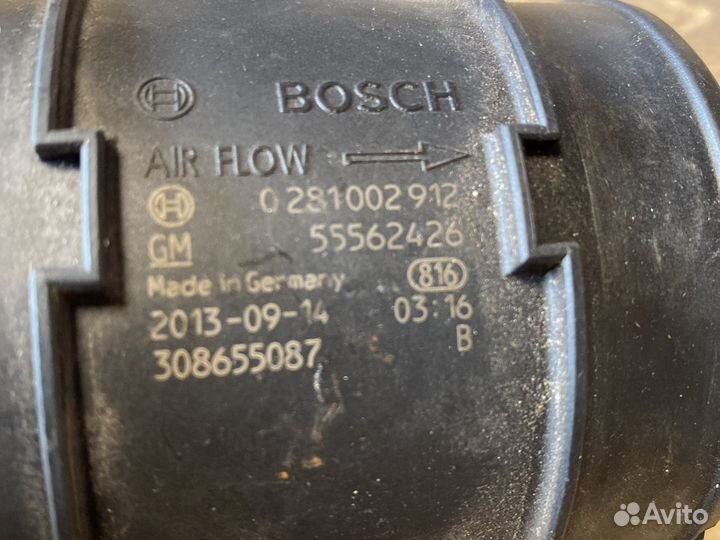 BOSCH
AIR FLOW
0 281 002 912
GM 55562426
Made in Germany 816
2013-09-14 03:16
308655087 B
Avito